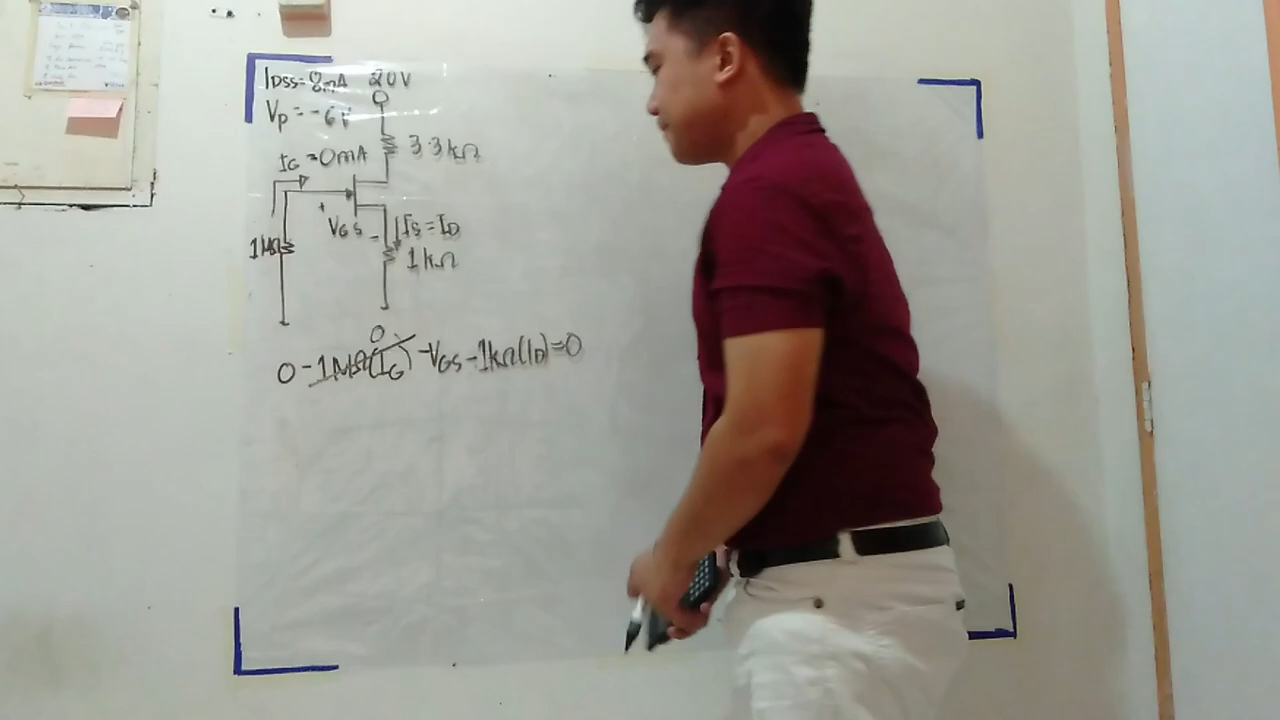 IDSS=8mA 20V
Vp=-6V
3.3kΩ
IG=0mA
+
VGS -
IS=ID
1MΩ
1kΩ
0
0-1MΩ(IG)-VGS-1kΩ(ID)=0